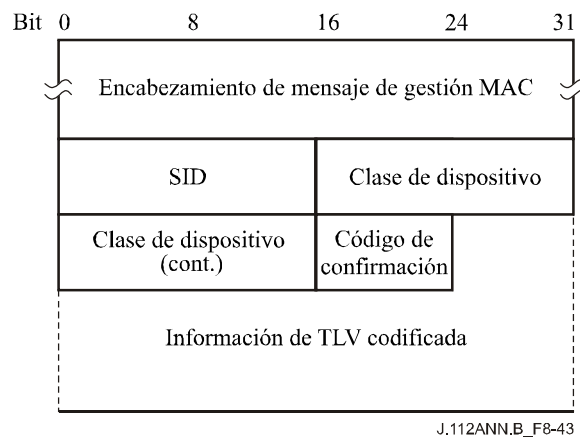 Bit 0 8 16 24 31
Encabezamiento de mensaje de gestión MAC
SID
Clase de dispositivo
Clase de dispositivo
(cont.)
Código de
confirmación
Información de TLV codificada
J.112ANN.B_F8-43